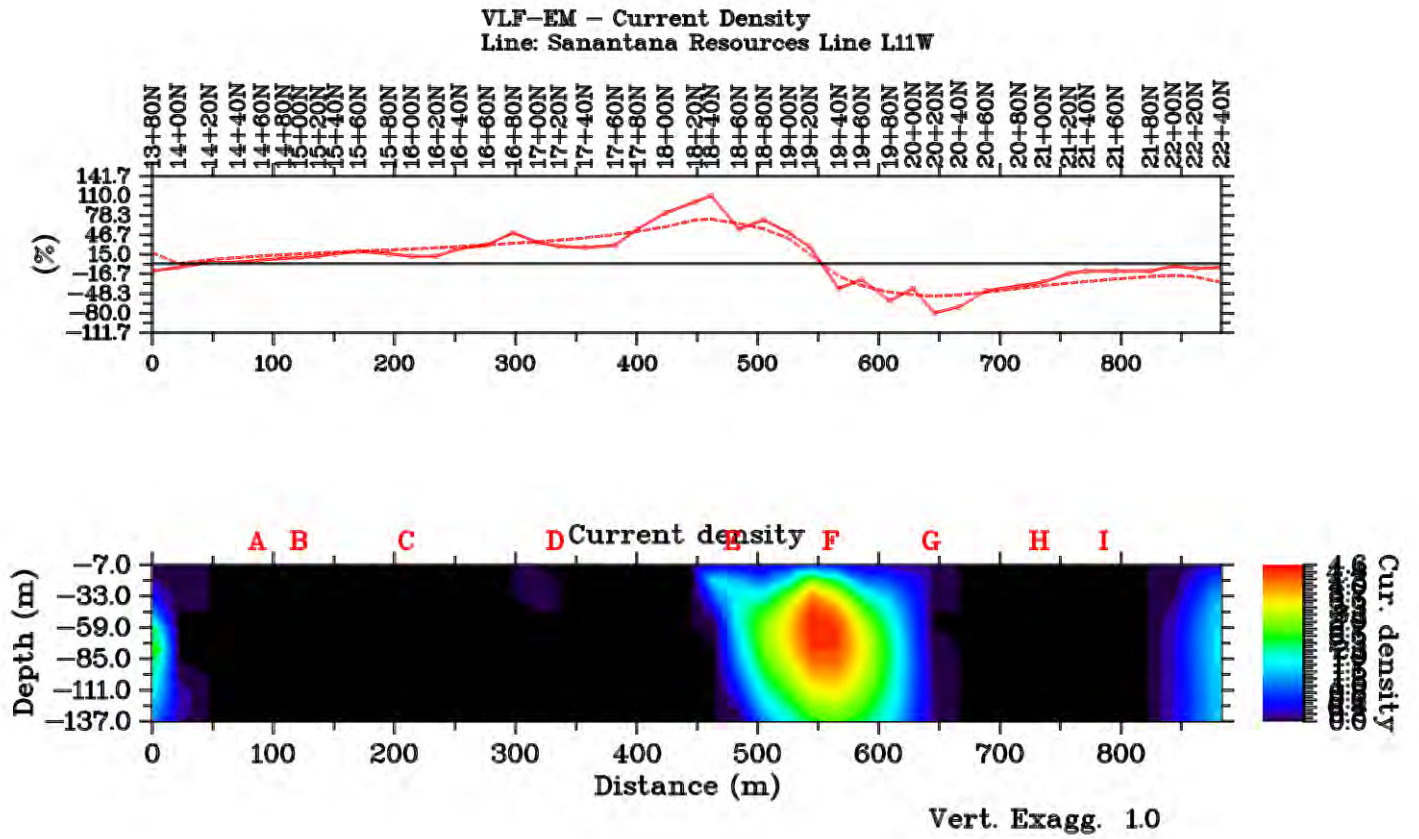 VLF-EM - Current Density
Line: Sanantana Resources Line L11W
13+80N 14+00N 14+20N 14+40N 14+60N 14+80N 15+00N 15+20N 15+40N 15+60N 15+80N 16+00N 16+20N 16+40N 16+60N 16+80N 17+00N 17+20N 17+40N 17+60N 17+80N 18+00N 18+20N 18+40N 18+60N 18+80N 19+00N 19+20N 19+40N 19+60N 19+80N 20+00N 20+20N 20+40N 20+60N 20+80N 21+00N 21+20N 21+40N 21+60N 21+80N 22+00N 22+20N 22+40N
141.7
110.0
78.3
46.7
15.0
-16.7
-48.3
-80.0
-111.7
(%)
0 100 200 300 400 500 600 700 800
A B C D E F G H I
Current density
-7.0
-33.0
-59.0
-85.0
-111.0
-137.0
Depth (m)
0 100 200 300 400 500 600 700 800
Distance (m)
4.6
0.0
Cur. density
Vert. Exagg. 1.0